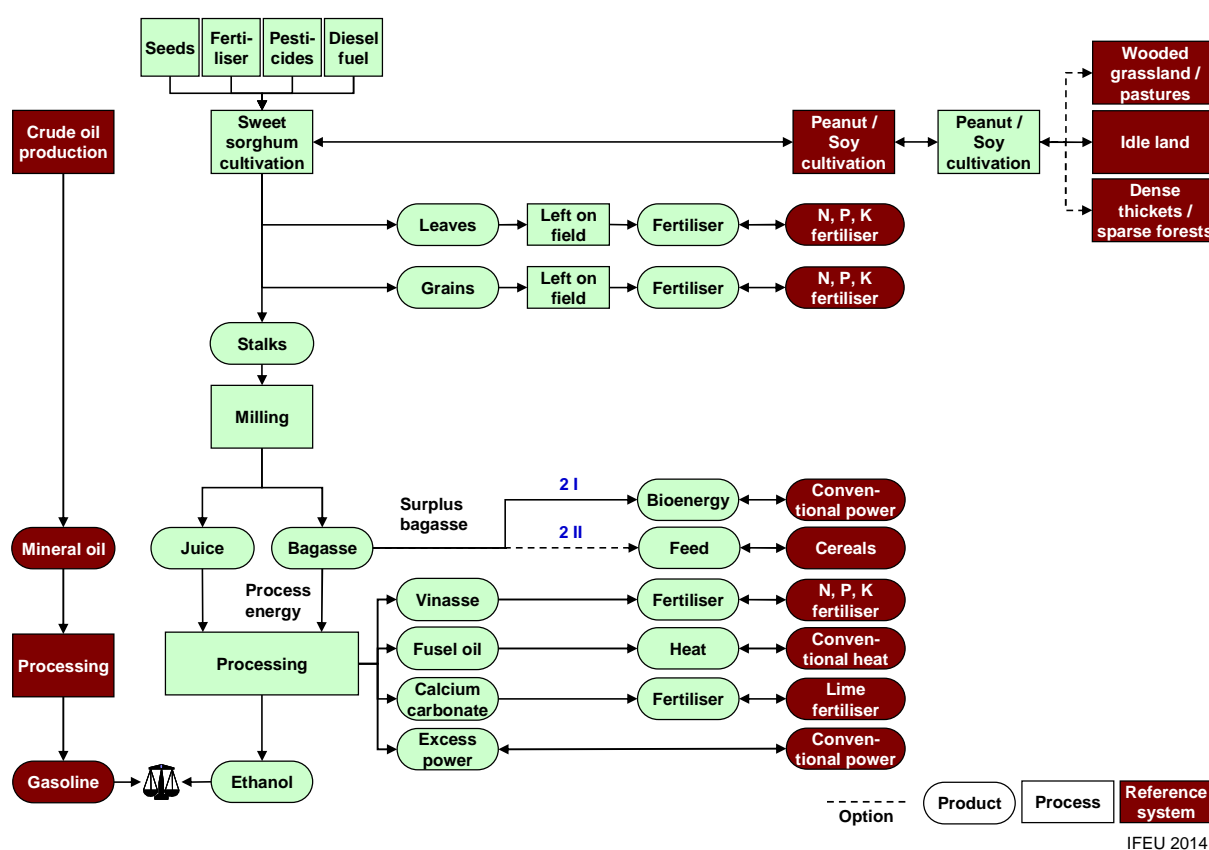 Seeds
Ferti-
liser
Pesti-
cides
Diesel
fuel
Wooded
grassland /
pastures
Crude oil
production
Sweet
sorghum
cultivation
Peanut /
Soy
cultivation
Peanut /
Soy
cultivation
Idle land
Dense
thickets /
sparse forests
Leaves
Left on
field
Fertiliser
N, P, K
fertiliser
Grains
Left on
field
Fertiliser
N, P, K
fertiliser
Stalks
Milling
Surplus
bagasse
2 I
Bioenergy
Conven-
tional power
Mineral oil
Juice
Bagasse
2 II
Feed
Cereals
Process
energy
Vinasse
Fertiliser
N, P, K
fertiliser
Processing
Processing
Fusel oil
Heat
Conven-
tional heat
Calcium
carbonate
Fertiliser
Lime
fertiliser
Excess
power
Conven-
tional power
Gasoline
Ethanol
Option
Product
Process
Reference
system
IFEU 2014